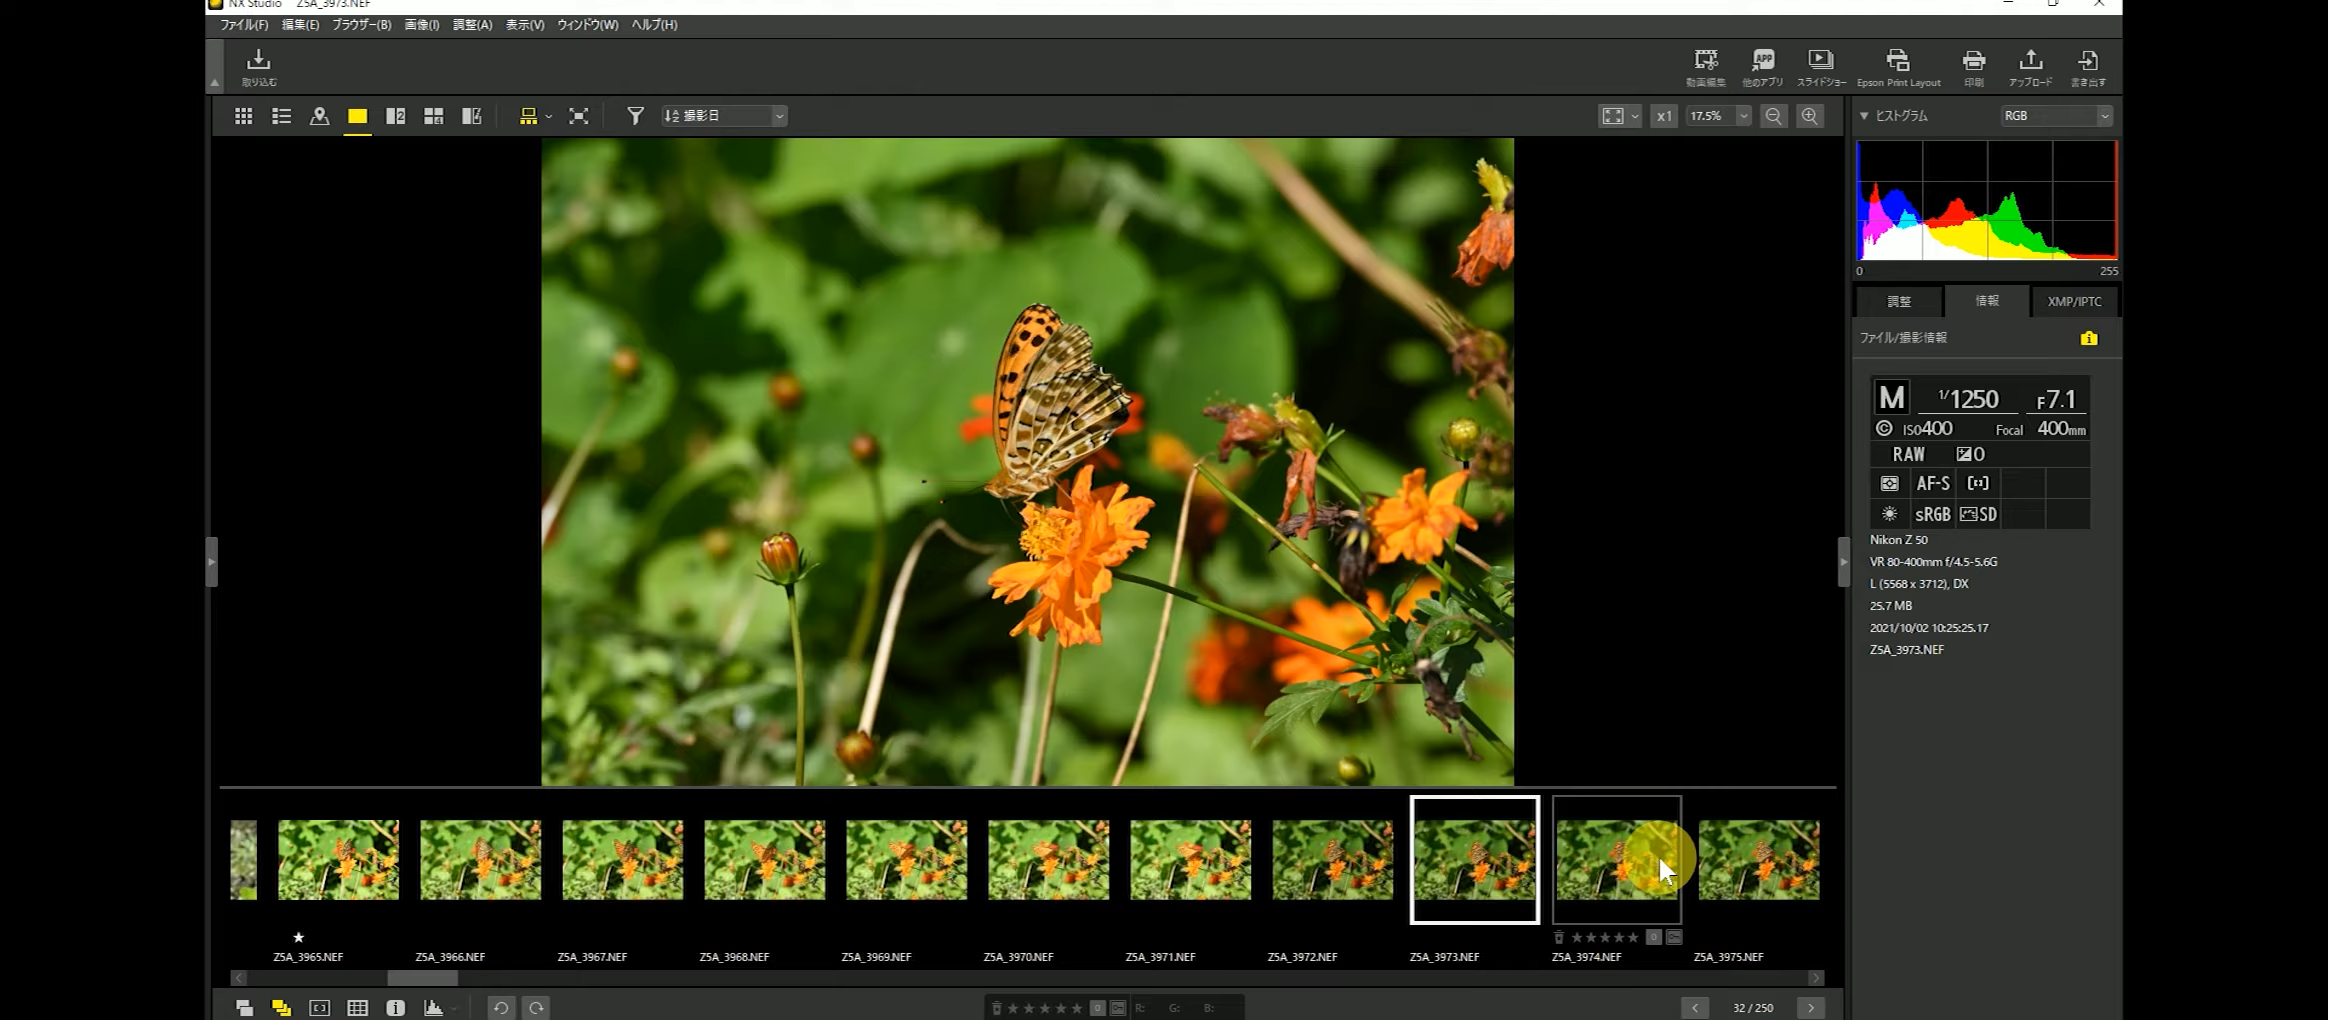 NX Studio Z5A_3973.NEF
ファイル(F) 編集(E) ブラウザー(B) 画像(I) 調整(A) 表示(V) ウィンドウ(W) ヘルプ(H)
取り込む
動画編集 他のアプリ スライドショー Epson Print Layout 印刷 アップロード 書き出す
撮影日
x1 17.5%
ヒストグラム RGB
0 255
調整 情報 XMP/IPTC
ファイル/撮影情報
M 1/1250 F7.1
ISO400 Focal 400mm
RAW 0
AF-S
sRGB SD
Nikon Z 50
VR 80-400mm f/4.5-5.6G
L (5568 x 3712), DX
25.7 MB
2021/10/02 10:25:25.17
Z5A_3973.NEF
Z5A_3965.NEF Z5A_3966.NEF Z5A_3967.NEF Z5A_3968.NEF Z5A_3969.NEF Z5A_3970.NEF Z5A_3971.NEF Z5A_3972.NEF Z5A_3973.NEF Z5A_3974.NEF Z5A_3975.NEF
R: G: B:
32 / 250